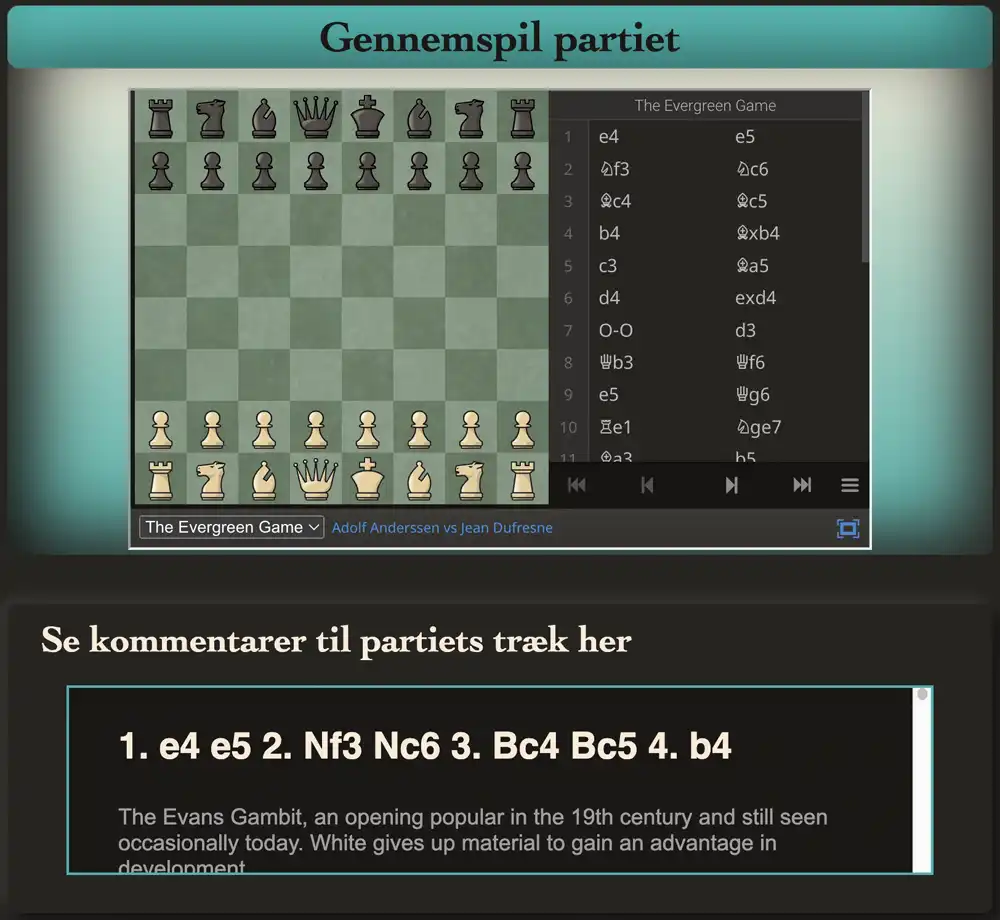 Gennemspil partiet
The Evergreen Game
1 e4 e5
2 ♘f3 ♘c6
3 ♗c4 ♗c5
4 b4 ♗xb4
5 c3 ♗a5
6 d4 exd4
7 O-O d3
8 ♕b3 ♕f6
9 e5 ♕g6
10 ♖e1 ♘ge7
11 ♗a3 b5
The Evergreen Game Adolf Anderssen vs Jean Dufresne
Se kommentarer til partiets træk her
1. e4 e5 2. Nf3 Nc6 3. Bc4 Bc5 4. b4
The Evans Gambit, an opening popular in the 19th century and still seen
occasionally today. White gives up material to gain an advantage in
development.